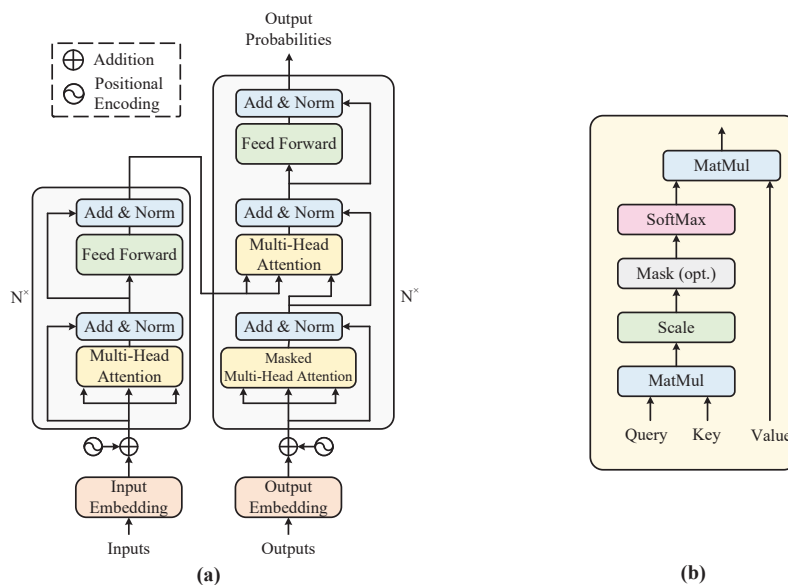 Output
Probabilities
Addition
Positional
Encoding
Add & Norm
Feed Forward
Add & Norm
Multi-Head
Attention
Add & Norm
Feed Forward
N×
Add & Norm
Multi-Head
Attention
N×
Add & Norm
Masked
Multi-Head Attention
Input
Embedding
Output
Embedding
Inputs
Outputs
(a)
MatMul
SoftMax
Mask (opt.)
Scale
MatMul
Query
Key
Value
(b)